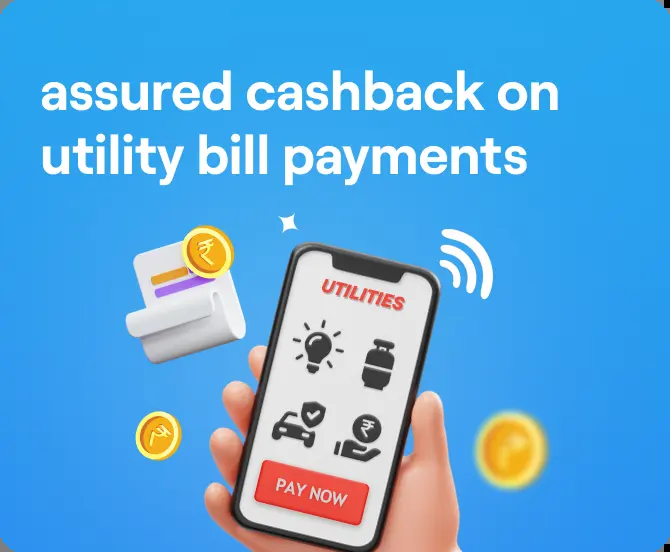 assured cashback on
utility bill payments
₹
UTILITIES
₹
₹
PAY NOW